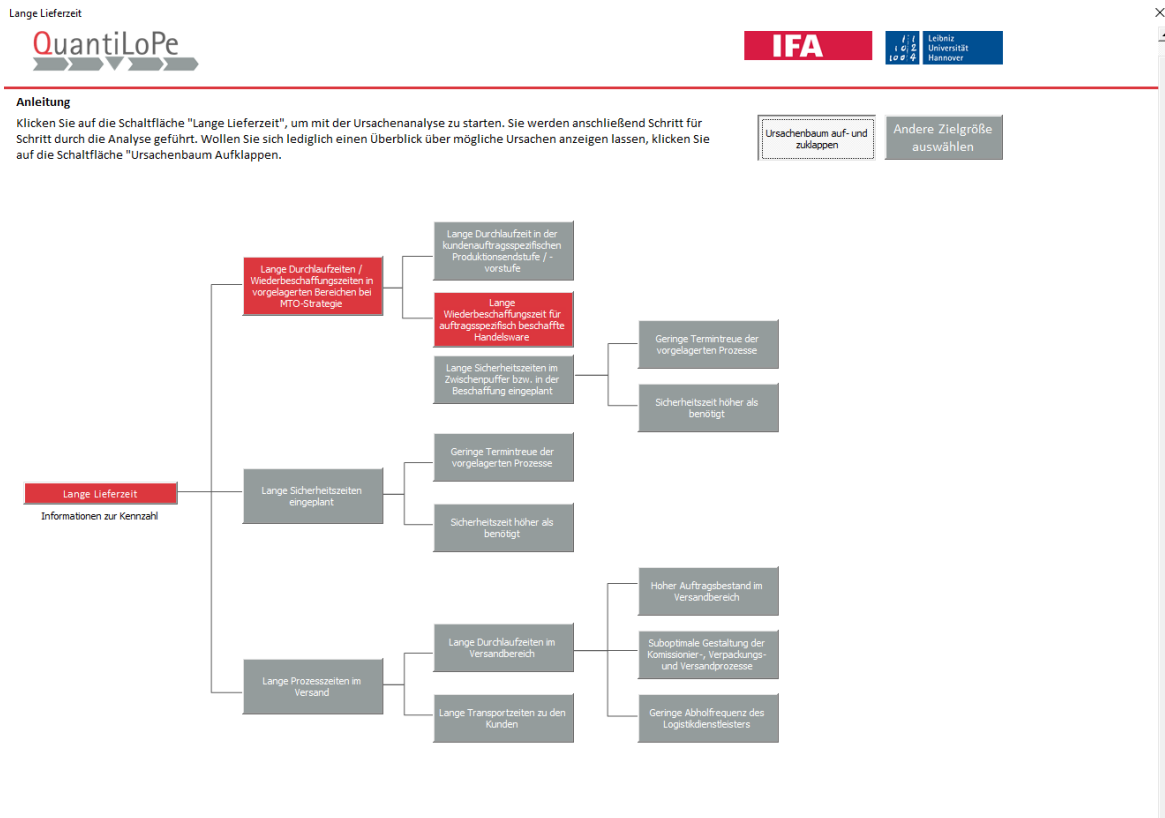 Lange Lieferzeit
QuantiLoPe
IFA
Leibniz
Universität
Hannover
Anleitung
Klicken Sie auf die Schaltfläche "Lange Lieferzeit", um mit der Ursachenanalyse zu starten. Sie werden anschließend Schritt für
Schritt durch die Analyse geführt. Wollen Sie sich lediglich einen Überblick über mögliche Ursachen anzeigen lassen, klicken Sie
auf die Schaltfläche "Ursachenbaum Aufklappen.
Ursachenbaum auf- und
zuklappen
Andere Zielgröße
auswählen
Lange Lieferzeit
Informationen zur Kennzahl
Lange Durchlaufzeiten /
Wiederbeschaffungszeiten in
vorgelagerten Bereichen bei
MTO-Strategie
Lange Durchlaufzeit in der
kundenauftragsspezifischen
Produktionsendstufe / -
vorstufe
Lange
Wiederbeschaffungszeit für
auftragsspezifisch beschaffte
Handelsware
Lange Sicherheitszeiten im
Zwischenpuffer bzw. in der
Beschaffung eingeplant
Geringe Termintreue der
vorgelagerten Prozesse
Sicherheitszeit höher als
benötigt
Lange Sicherheitszeiten
eingeplant
Geringe Termintreue der
vorgelagerten Prozesse
Sicherheitszeit höher als
benötigt
Lange Prozesszeiten im
Versand
Lange Durchlaufzeiten im
Versandbereich
Lange Transportzeiten zu den
Kunden
Hoher Auftragsbestand im
Versandbereich
Suboptimale Gestaltung der
Komissionier-, Verpackungs-
und Versandprozesse
Geringe Abholfrequenz des
Logistikdienstleisters